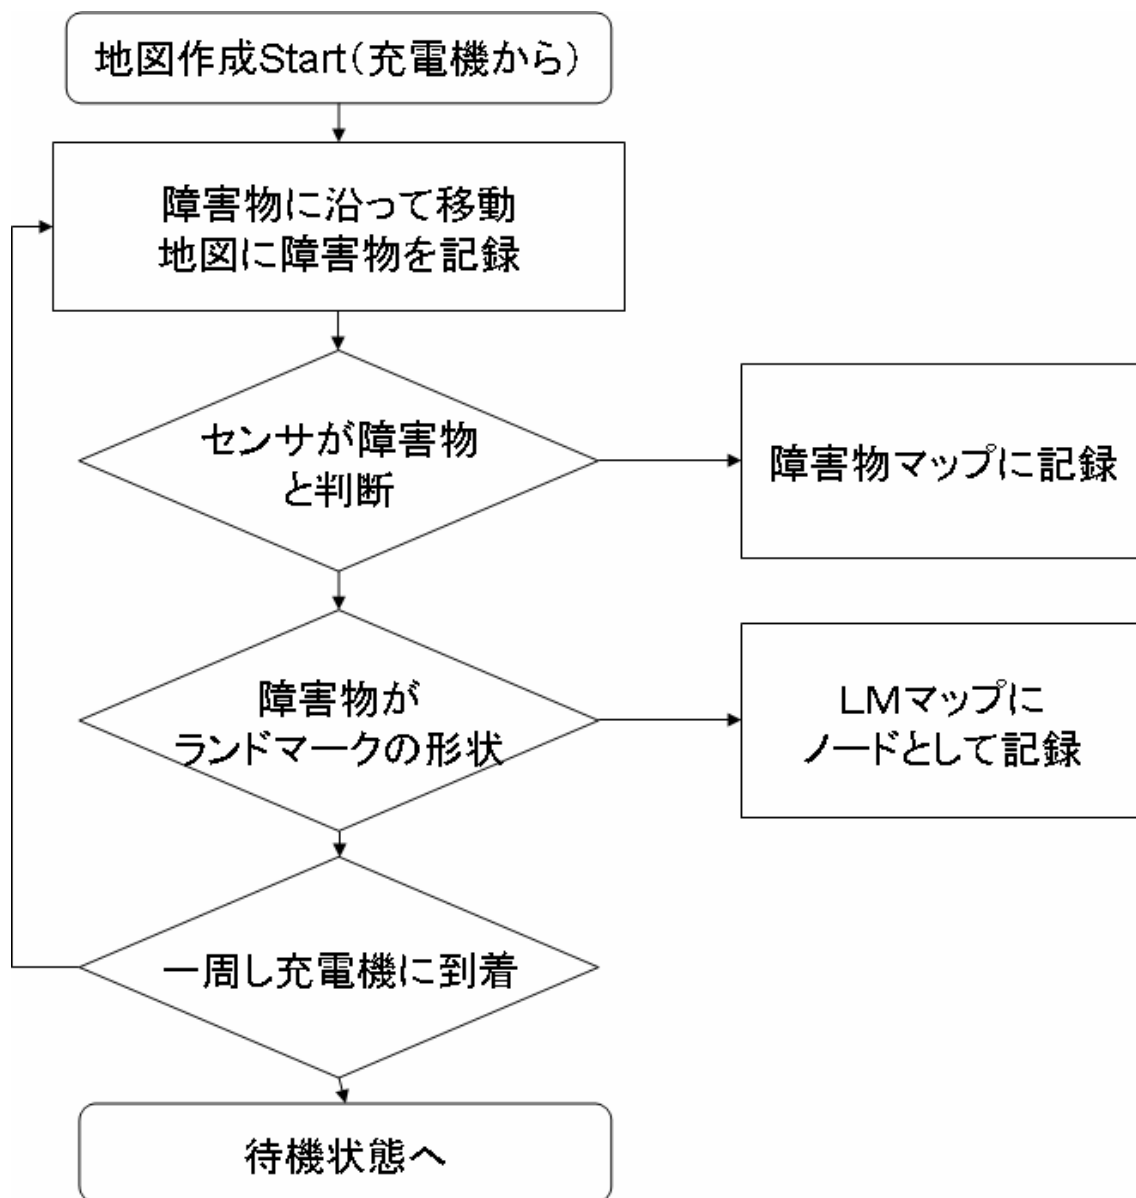 地図作成Start(充電機から)
障害物に沿って移動
地図に障害物を記録
センサが障害物
と判断
障害物マップに記録
障害物が
ランドマークの形状
LMマップに
ノードとして記録
一周し充電機に到着
待機状態へ